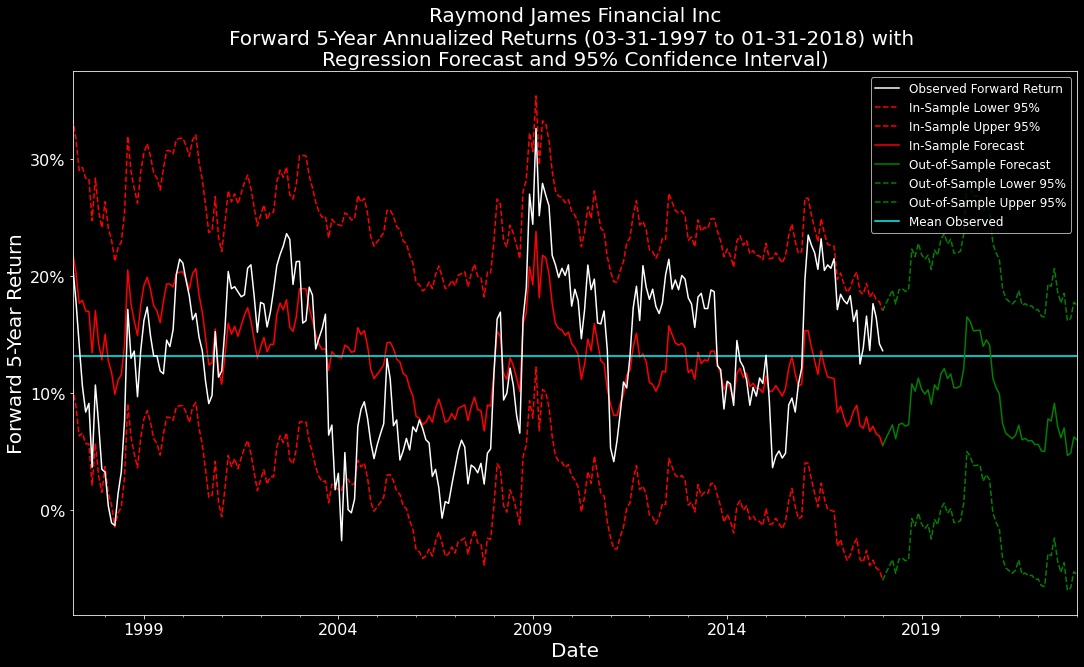 Raymond James Financial Inc
Forward 5-Year Annualized Returns (03-31-1997 to 01-31-2018) with
Regression Forecast and 95% Confidence Interval)
Observed Forward Return
In-Sample Lower 95%
In-Sample Upper 95%
In-Sample Forecast
Out-of-Sample Forecast
Out-of-Sample Lower 95%
Out-of-Sample Upper 95%
Mean Observed
Forward 5-Year Return
30%
20%
10%
0%
1999
2004
2009
2014
2019
Date